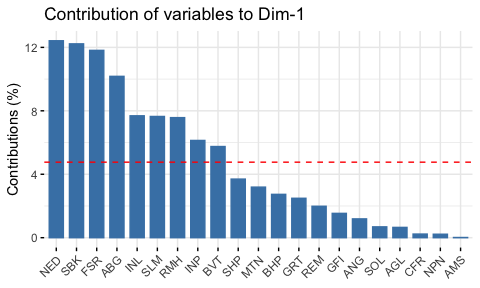 Contribution of variables to Dim-1
Contributions (%)
12
8
4
0
NED SBK FSR ABG INL SLM RMH INP BVT SHP MTN BHP GRT REM GFI ANG SOL AGL CFR NPN AMS